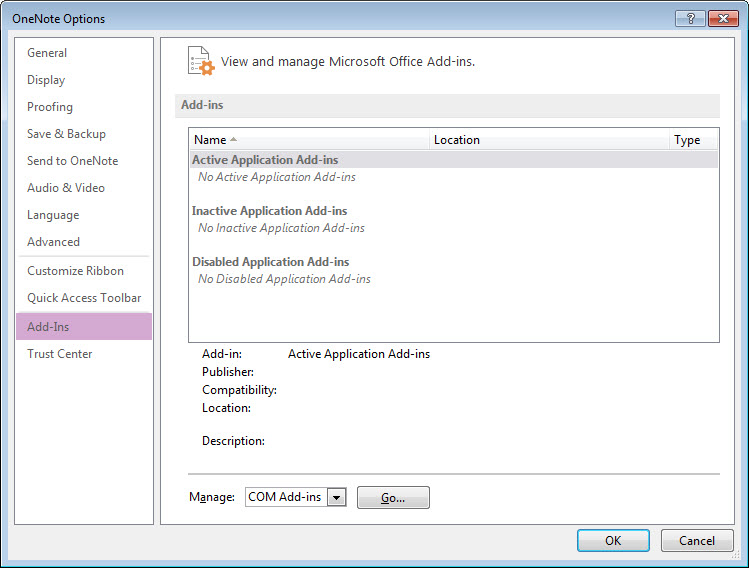 OneNote Options
General
Display
Proofing
Save & Backup
Send to OneNote
Audio & Video
Language
Advanced
Customize Ribbon
Quick Access Toolbar
Add-Ins
Trust Center
View and manage Microsoft Office Add-ins.
Add-ins
Name Location Type
Active Application Add-ins
No Active Application Add-ins
Inactive Application Add-ins
No Inactive Application Add-ins
Disabled Application Add-ins
No Disabled Application Add-ins
Add-in: Active Application Add-ins
Publisher:
Compatibility:
Location:
Description:
Manage: COM Add-ins Go...
OK Cancel